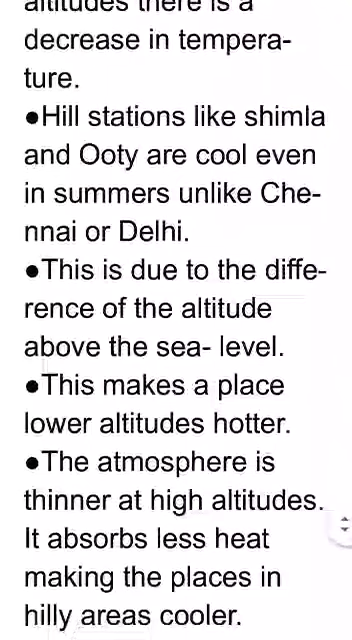 altitudes there is a
decrease in tempera-
ture.
●Hill stations like shimla
and Ooty are cool even
in summers unlike Che-
nnai or Delhi.
●This is due to the diffe-
rence of the altitude
above the sea- level.
●This makes a place
lower altitudes hotter.
●The atmosphere is
thinner at high altitudes.
It absorbs less heat
making the places in
hilly areas cooler.